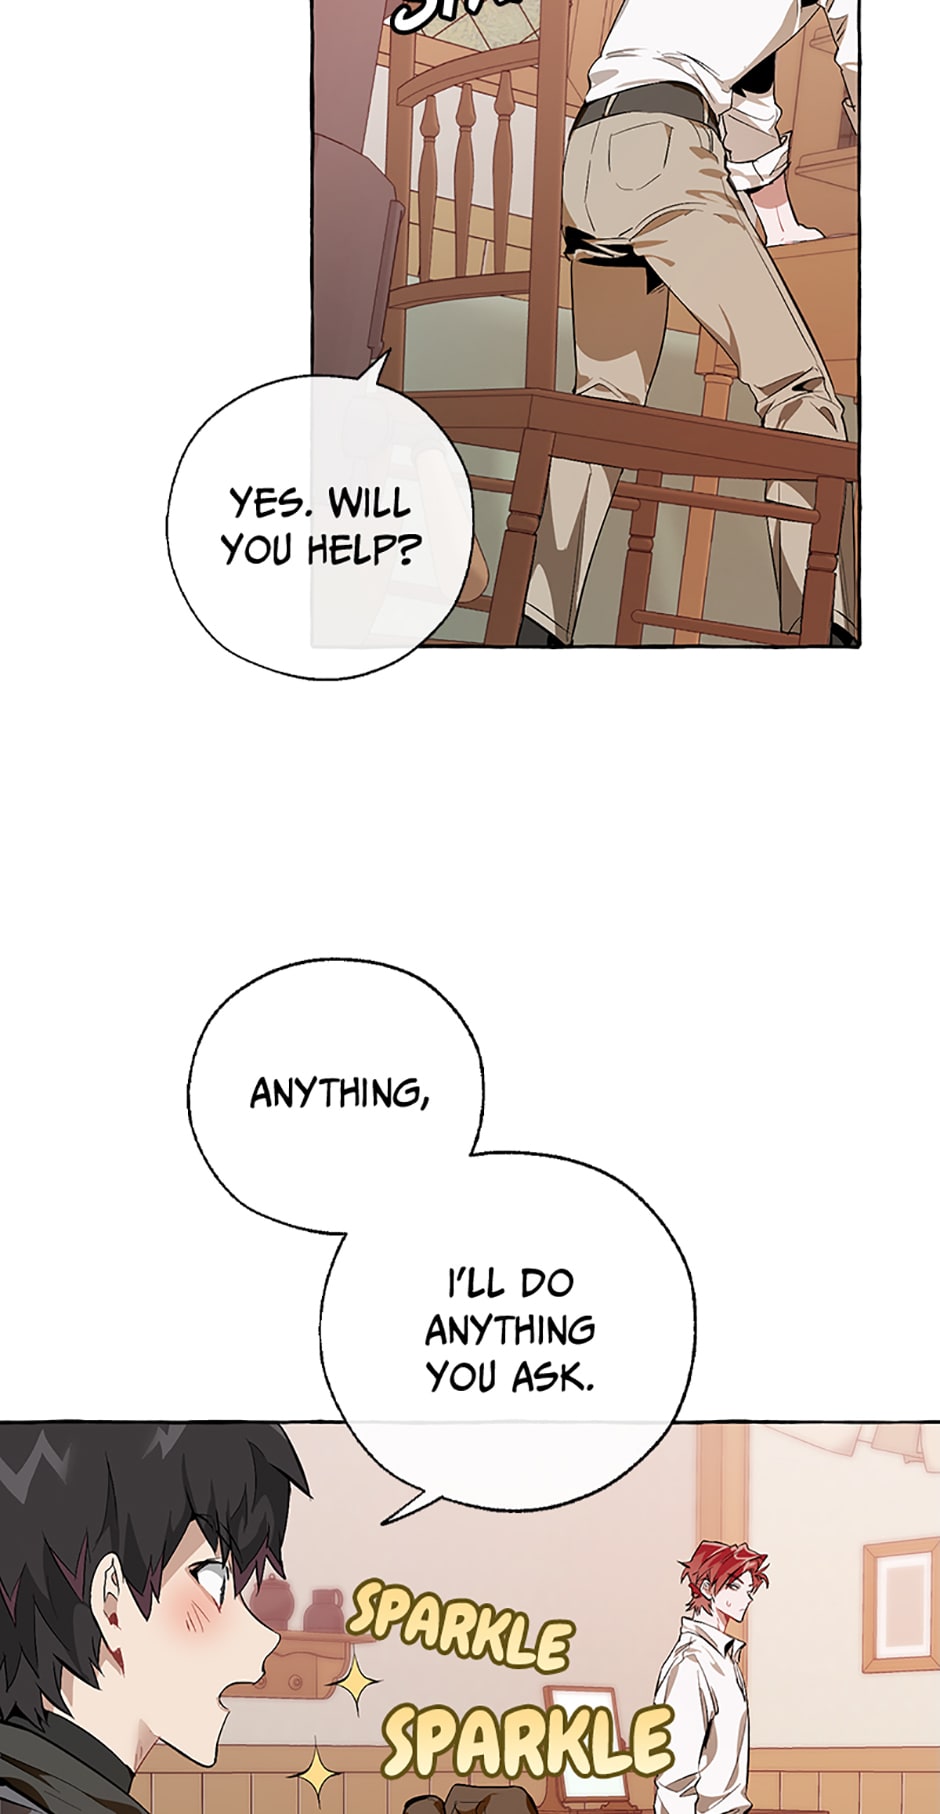 YES. WILL
YOU HELP?
ANYTHING,
I'LL DO
ANYTHING
YOU ASK.
SPARKLE
SPARKLE